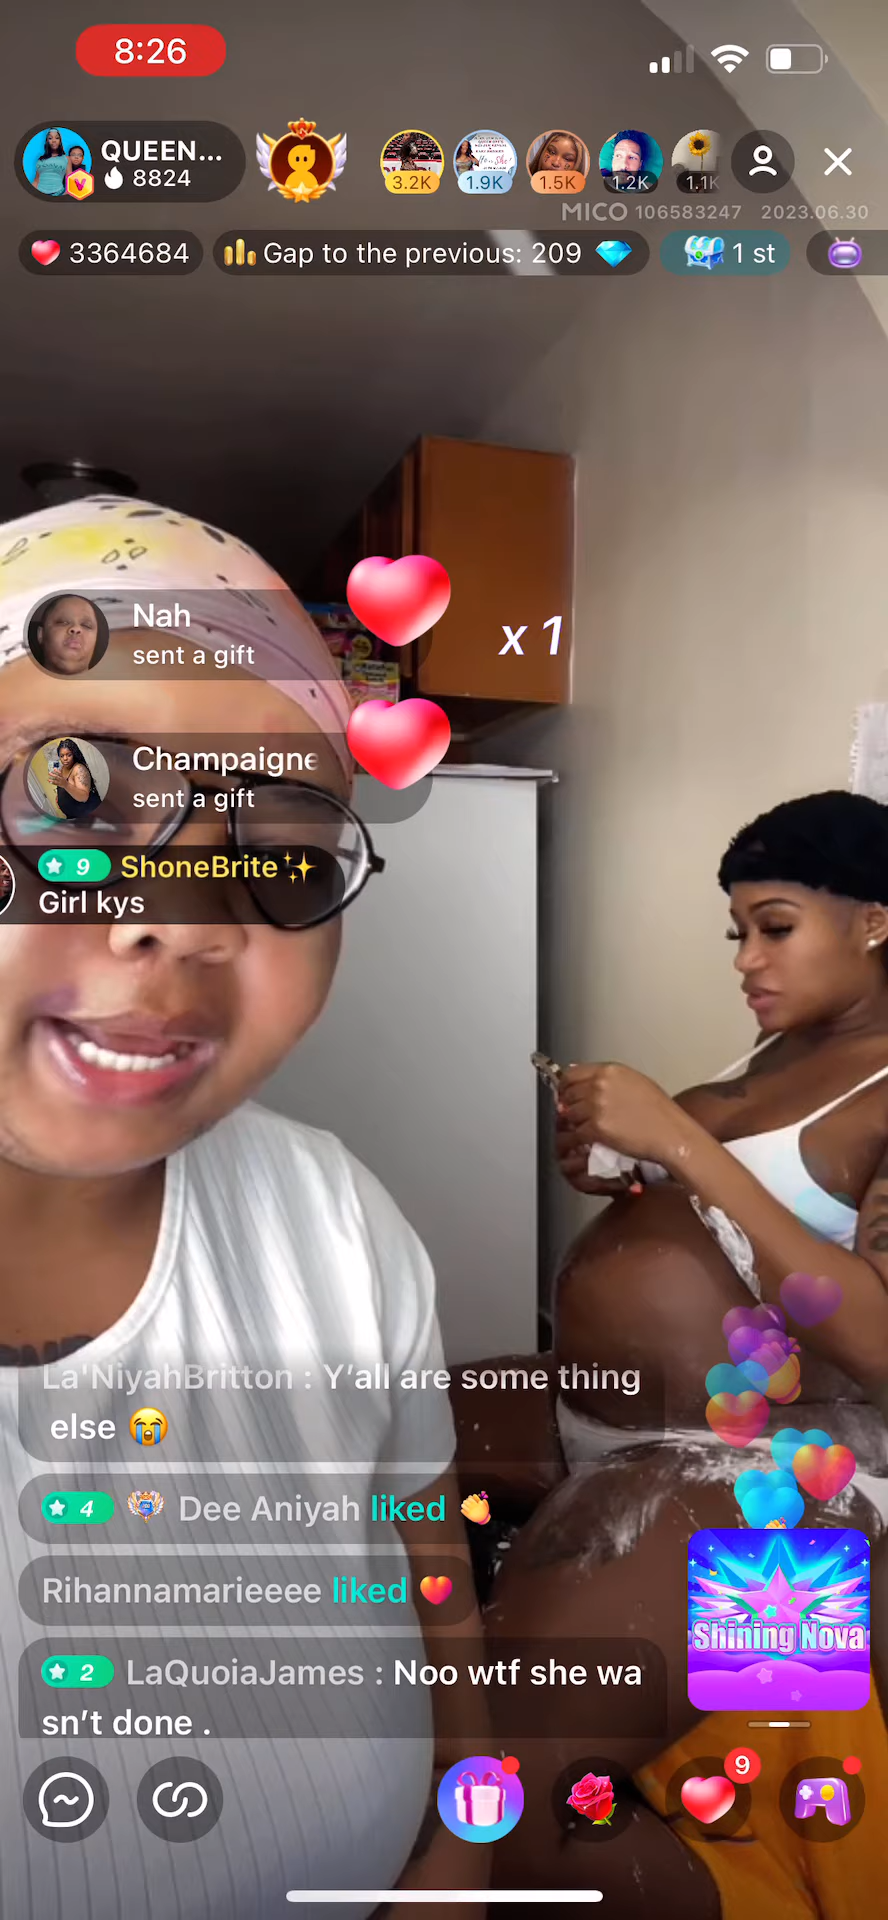 8:26
QUEEN...
8824
3.2K
1.9K
1.5K
1.2K
1.1K
MICO 106583247 2023.06.30
3364684
Gap to the previous: 209
1 st
Nah
sent a gift
x 1
Champaigne
sent a gift
9 ShoneBrite✨
Girl kys
La'NiyahBritton : Y'all are some thing
else 😭
4 Dee Aniyah liked 👏
Rihannamarieeee liked ❤️
2 LaQuoiaJames : Noo wtf she wa
sn't done .
Shining Nova
9